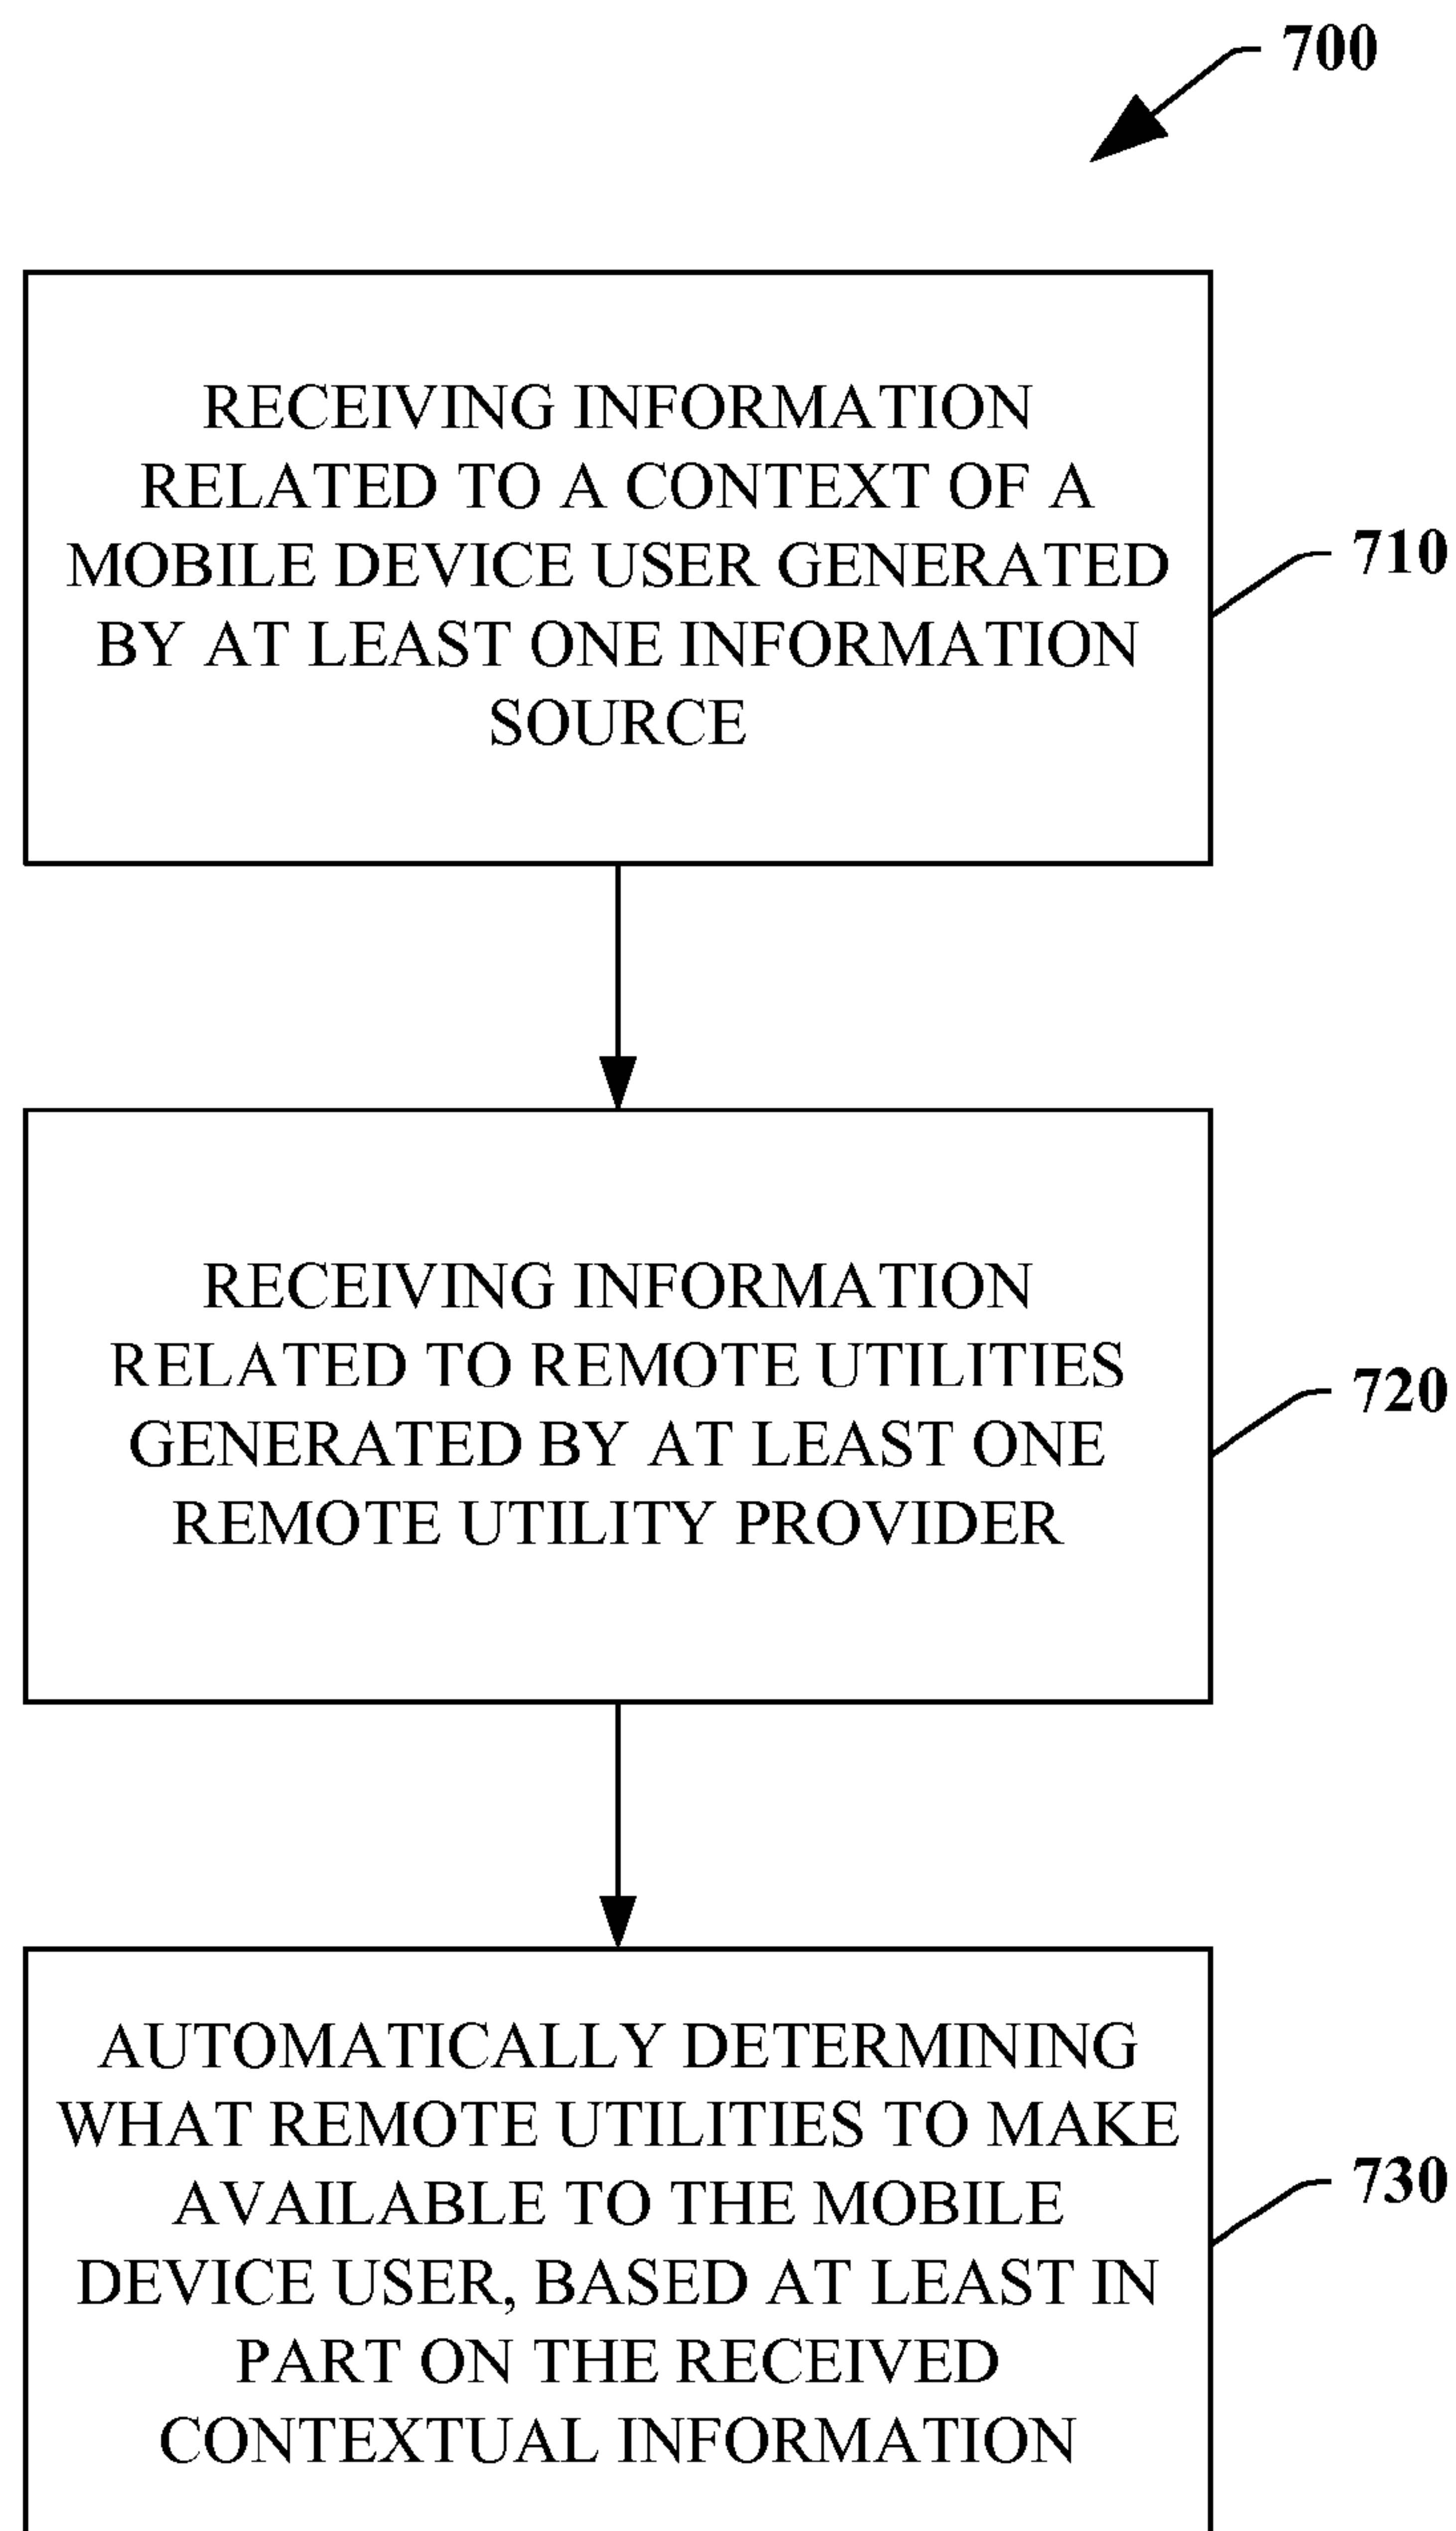 700
RECEIVING INFORMATION
RELATED TO A CONTEXT OF A
MOBILE DEVICE USER GENERATED
BY AT LEAST ONE INFORMATION
SOURCE
710
RECEIVING INFORMATION
RELATED TO REMOTE UTILITIES
GENERATED BY AT LEAST ONE
REMOTE UTILITY PROVIDER
720
AUTOMATICALLY DETERMINING
WHAT REMOTE UTILITIES TO MAKE
AVAILABLE TO THE MOBILE
DEVICE USER, BASED AT LEAST IN
PART ON THE RECEIVED
CONTEXTUAL INFORMATION
730